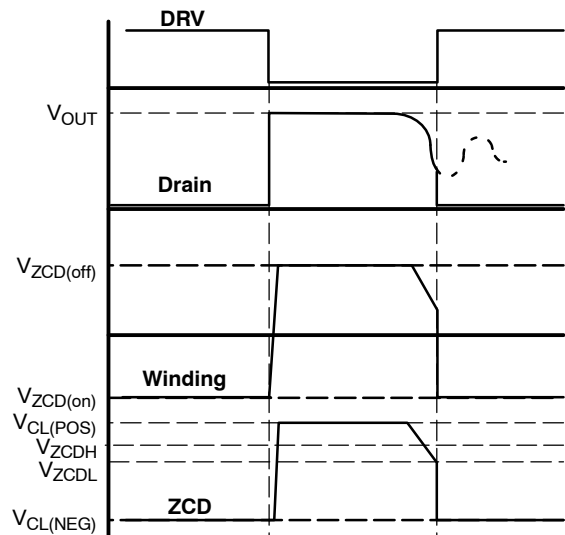 DRV
VOUT
Drain
VZCD(off)
Winding
VZCD(on)
VCL(POS)
VZCDH
VZCDL
VCL(NEG)
ZCD